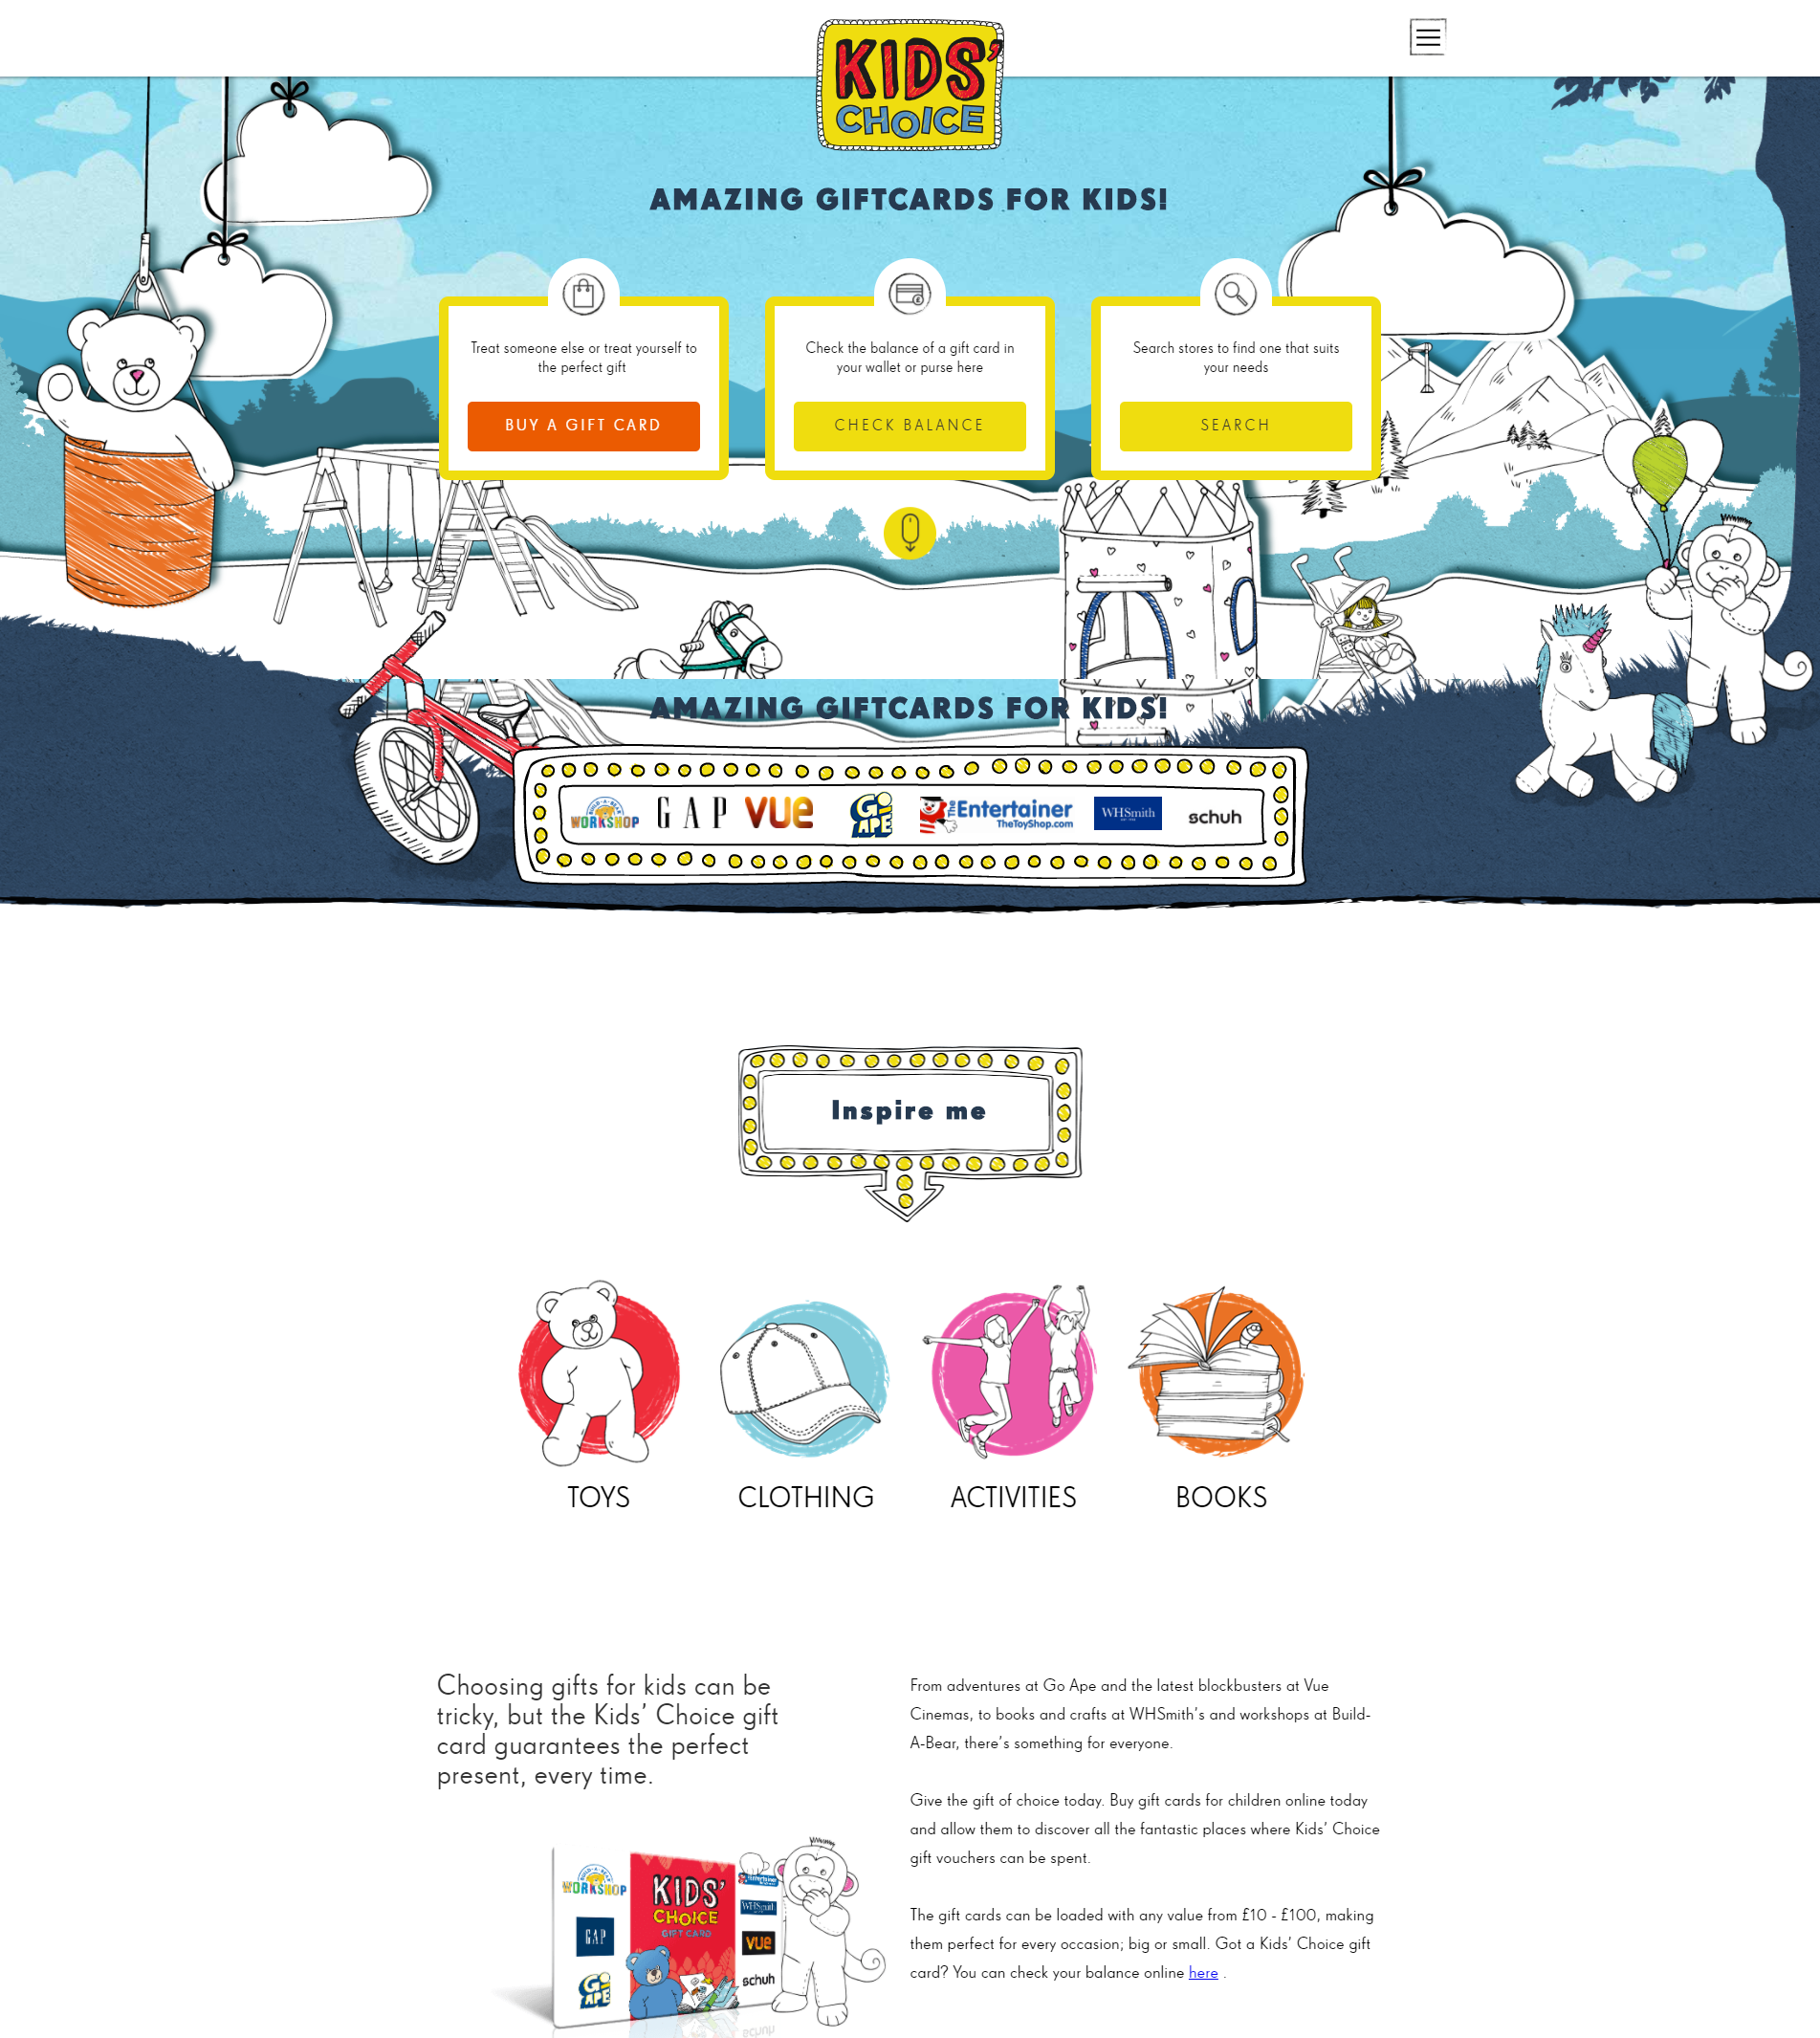 KIDS'
CHOICE
AMAZING GIFTCARDS FOR KIDS!
Treat someone else or treat yourself to
the perfect gift
BUY A GIFT CARD
Check the balance of a gift card in
your wallet or purse here
CHECK BALANCE
Search stores to find one that suits
your needs
SEARCH
AMAZING GIFTCARDS FOR KIDS!
BUILD-A-BEAR
WORKSHOP
GAP
vue
GO
APE
The Entertainer
TheToyShop.com
WHSmith
schuh
Inspire me
TOYS
CLOTHING
ACTIVITIES
BOOKS
Choosing gifts for kids can be
tricky, but the Kids' Choice gift
card guarantees the perfect
present, every time.
From adventures at Go Ape and the latest blockbusters at Vue
Cinemas, to books and crafts at WHSmith's and workshops at Build-
A-Bear, there's something for everyone.
Give the gift of choice today. Buy gift cards for children online today
and allow them to discover all the fantastic places where Kids' Choice
gift vouchers can be spent.
The gift cards can be loaded with any value from £10 - £100, making
them perfect for every occasion; big or small. Got a Kids' Choice gift
card? You can check your balance online here .
BUILD-A-BEAR
WORKSHOP
GAP
GO
APE
KIDS'
CHOICE
GIFT CARD
Entertainer
WHSmith
vue
schuh